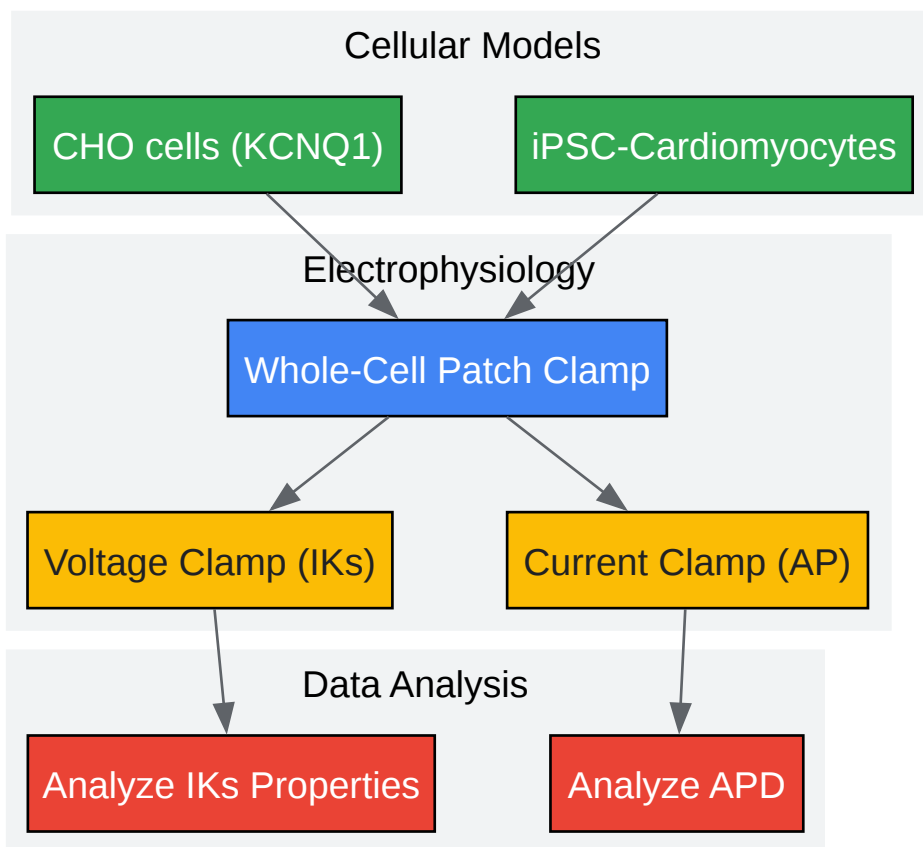 Cellular Models
CHO cells (KCNQ1)
iPSC-Cardiomyocytes
Electrophysiology
Whole-Cell Patch Clamp
Voltage Clamp (IKs)
Current Clamp (AP)
Data Analysis
Analyze IKs Properties
Analyze APD